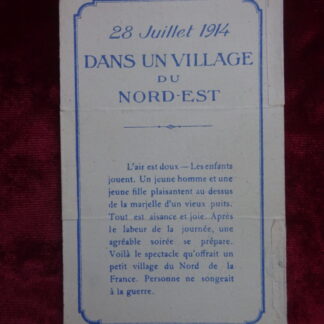 28 Juillet 1914
DANS UN VILLAGE
DU
NORD-EST
L'air est doux — Les enfants
jouent. Un jeune homme et une
jeune fille plaisantent au dessus
de la marjelle d'un vieux puits.
Tout est aisance et joie. Après
le labeur de la journée, une
agréable soirée se prépare.
Voilà le spectacle qu'offrait un
petit village du Nord de la
France. Personne ne songeait
à la guerre.